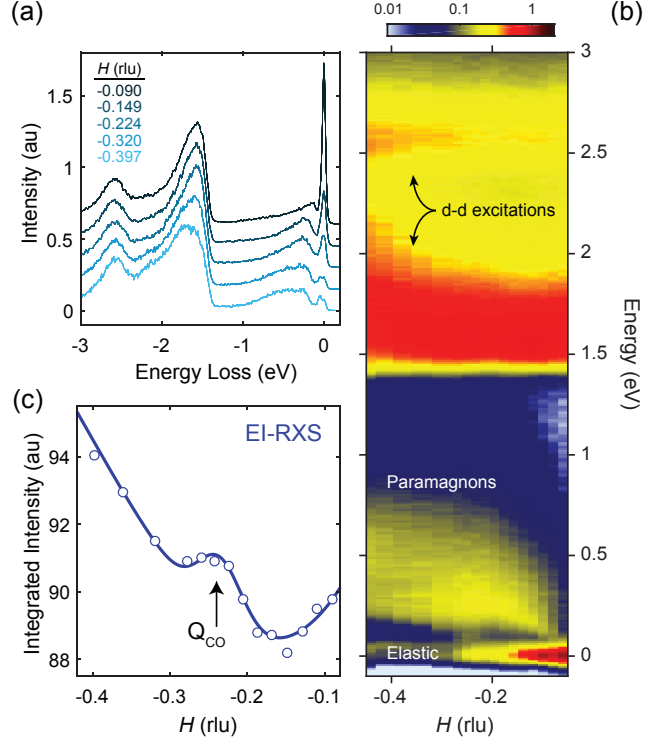 (a)
H (rlu)
-0.090
-0.149
-0.224
-0.320
-0.397
Intensity (au)
1.5
1
0.5
0
-3
-2
-1
0
Energy Loss (eV)
(b)
0.01
0.1
1
d-d excitations
Paramagnons
Elastic
3
2.5
2
1.5
1
0.5
0
Energy (eV)
-0.4
-0.2
H (rlu)
(c)
EI-RXS
Integrated Intensity (au)
94
92
90
88
QCO
-0.4
-0.3
-0.2
-0.1
H (rlu)